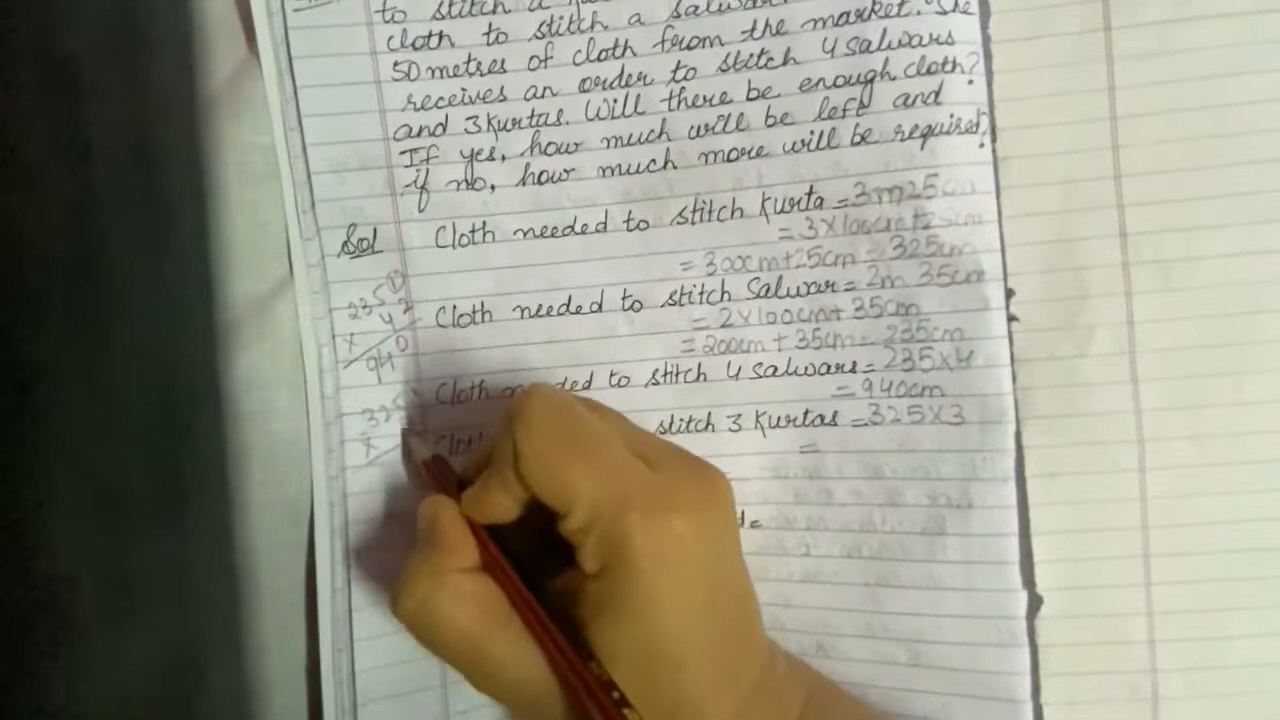 to stitch a
cloth to stitch a salwar
50 metres of cloth from the market. She
receives an order to stitch 4 salwars
and 3 kurtas. Will there be enough cloth?
If yes, how much will be left and
if no, how much more will be required?
Sol Cloth needed to stitch Kurta = 3m25cm
= 3×100cm+25cm
= 300cm+25cm = 325cm
Cloth needed to stitch Salwar = 2m 35cm
= 2×100cm+ 35cm
= 200cm + 35cm = 235cm
Cloth needed to stitch 4 salwars = 235×4
= 940cm
stitch 3 Kurtas = 325×3
=
235
× 4
940
325
×